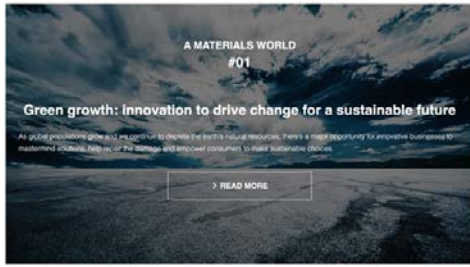 A MATERIALS WORLD
#01
Green growth: innovation to drive change for a sustainable future
As global populations grow and we continue to deplete the earth's natural resources, there's a major opportunity for innovative businesses to
mastermind solutions, help repair the damage and empower consumers to make sustainable choices.
> READ MORE